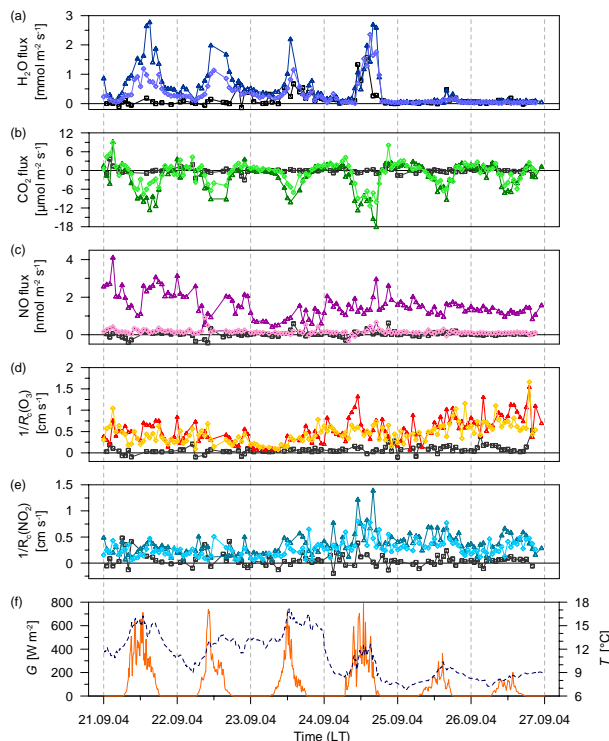 (a)
H₂O flux
[mmol m⁻² s⁻¹]
3
2
1
0
(b)
CO₂ flux
[µmol m⁻² s⁻¹]
12
6
0
-6
-12
-18
(c)
NO flux
[nmol m⁻² s⁻¹]
4
2
0
(d)
1/Rc(O₃)
[cm s⁻¹]
2
1.5
1
0.5
0
(e)
1/Rc(NO₂)
[cm s⁻¹]
1.5
1
0.5
0
(f)
G [W m⁻²]
800
600
400
200
0
18
15
12
9
6
T [°C]
21.09.04 22.09.04 23.09.04 24.09.04 25.09.04 26.09.04 27.09.04
Time (LT)